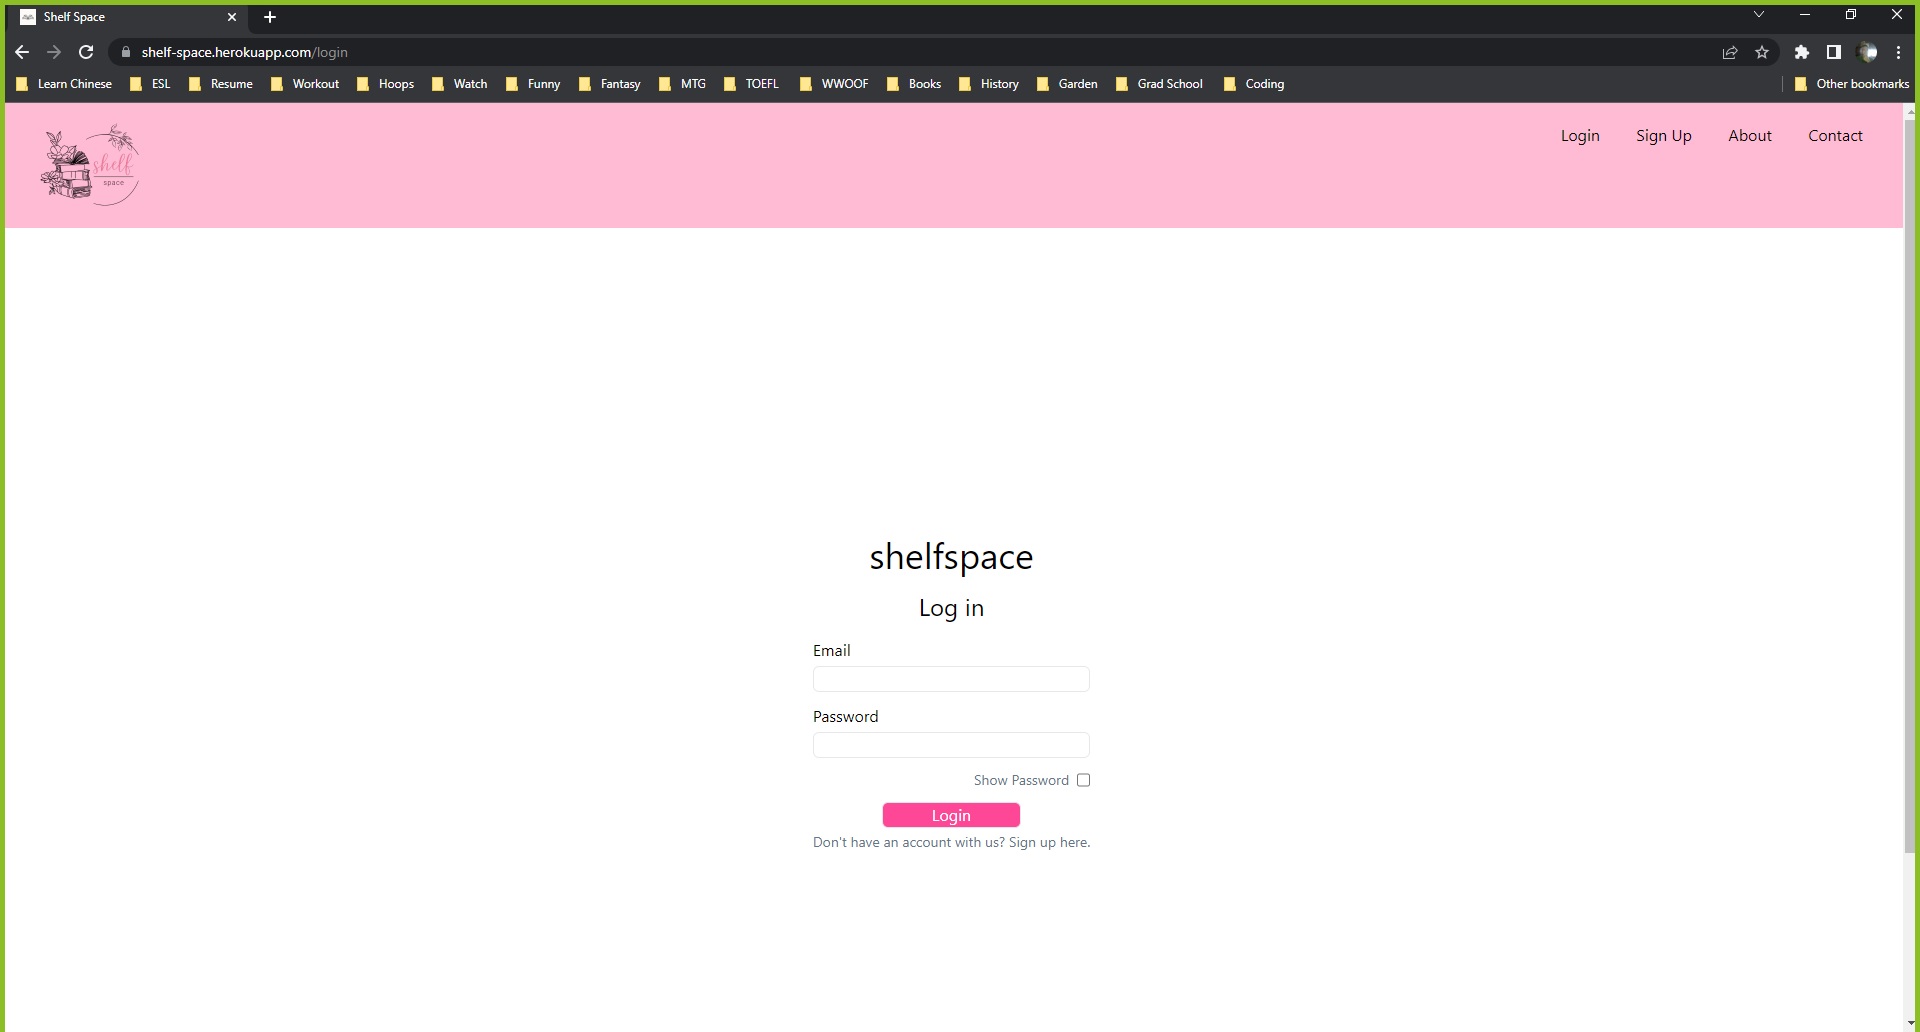 Shelf Space
shelf-space.herokuapp.com/login
Learn Chinese ESL Resume Workout Hoops Watch Funny Fantasy MTG TOEFL WWOOF Books History Garden Grad School Coding Other bookmarks
shelf
space
Login Sign Up About Contact
shelfspace
Log in
Email
Password
Show Password
Login
Don't have an account with us? Sign up here.